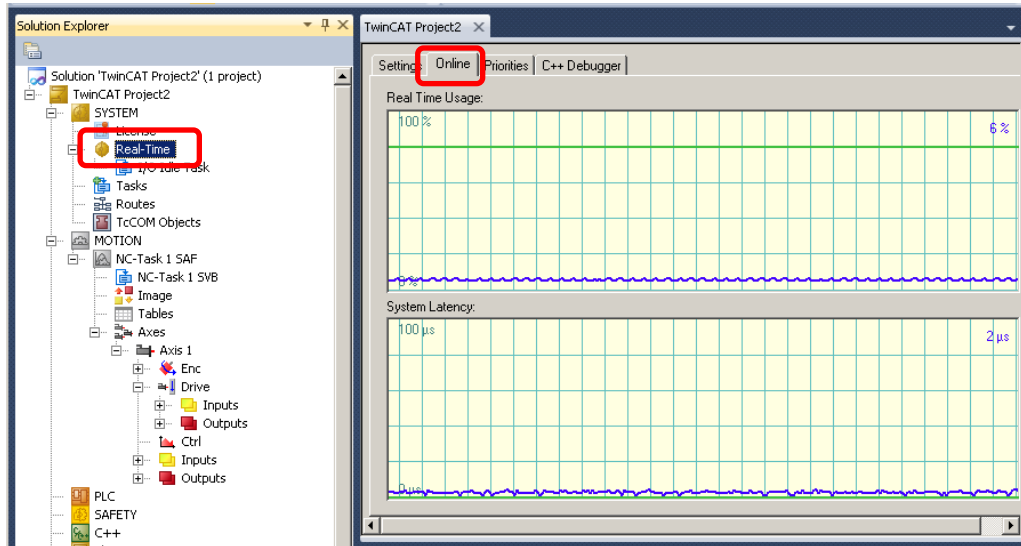 Solution Explorer
TwinCAT Project2
Solution 'TwinCAT Project2' (1 project)
TwinCAT Project2
SYSTEM
License
Real-Time
I/O Idle Task
Tasks
Routes
TcCOM Objects
MOTION
NC-Task 1 SAF
NC-Task 1 SVB
Image
Tables
Axes
Axis 1
Enc
Drive
Inputs
Outputs
Ctrl
Inputs
Outputs
PLC
SAFETY
C++
Settings Online Priorities C++ Debugger
Real Time Usage:
100 %
6 %
0 %
System Latency:
100 µs
2 µs
0 µs